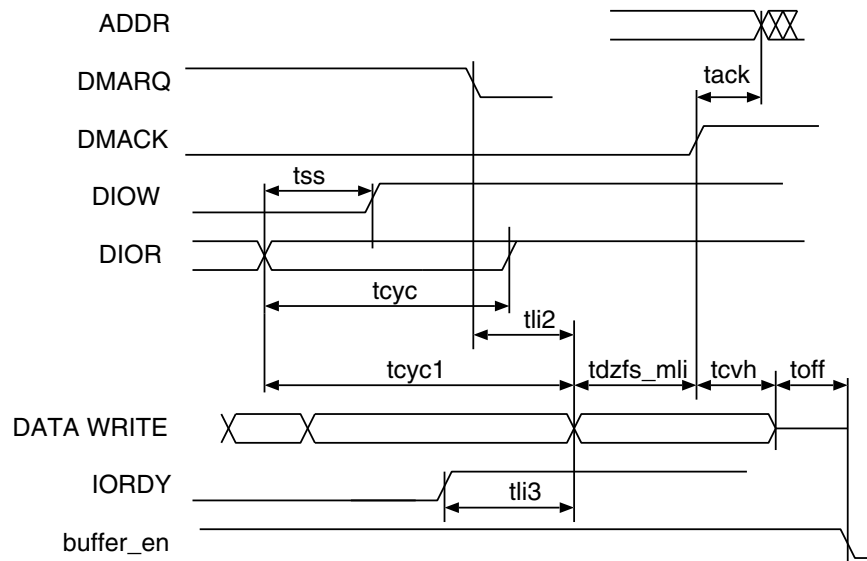 ADDR
tack
DMARQ
DMACK
tss
DIOW
DIOR
tcyc
tli2
tcyc1 tdzfs_mli tcvh toff
DATA WRITE
IORDY
tli3
buffer_en